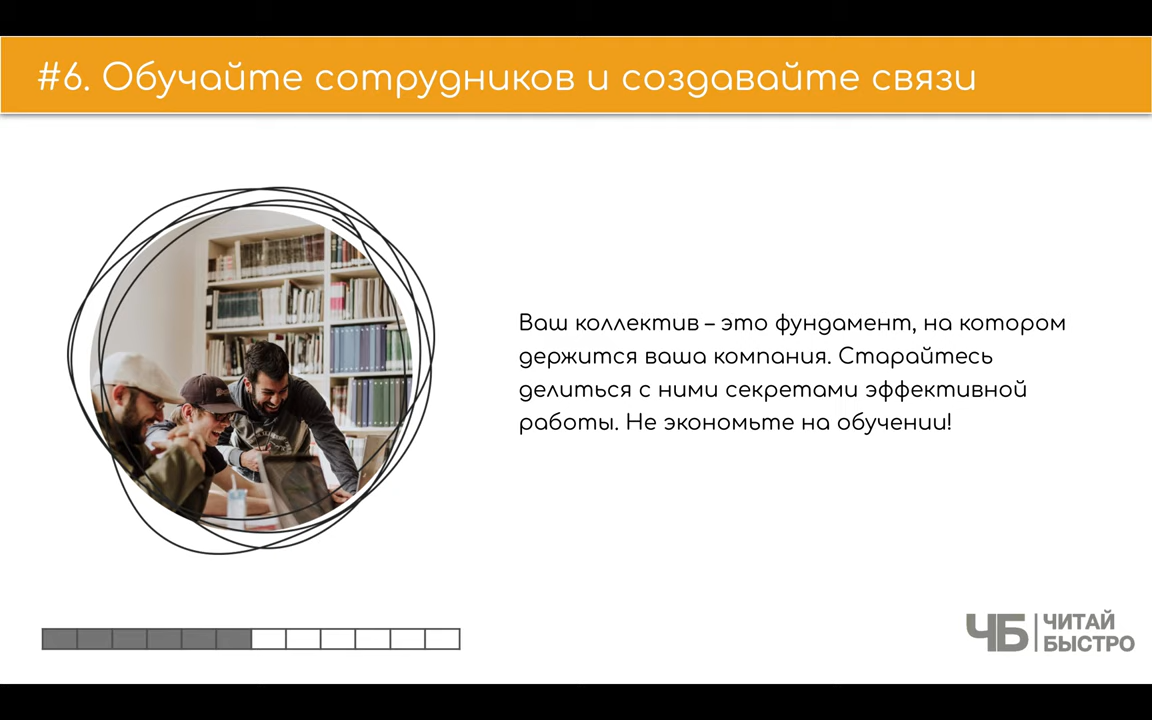 #6. Обучайте сотрудников и создавайте связи
Ваш коллектив – это фундамент, на котором
держится ваша компания. Старайтесь
делиться с ними секретами эффективной
работы. Не экономьте на обучении!
ЧБ | ЧИТАЙ
БЫСТРО